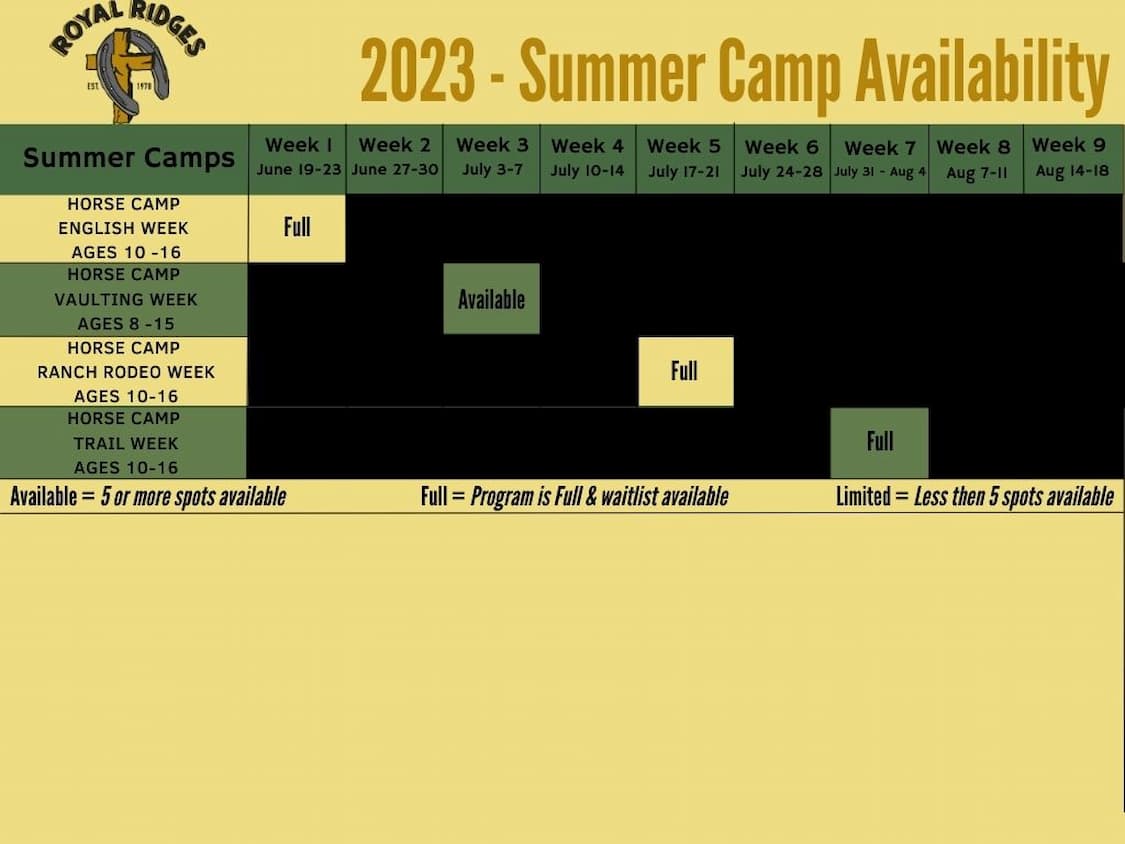 ROYAL RIDGES
EST. 1978
2023 - Summer Camp Availability
Summer Camps
Week 1
June 19-23
Week 2
June 27-30
Week 3
July 3-7
Week 4
July 10-14
Week 5
July 17-21
Week 6
July 24-28
Week 7
July 31 - Aug 4
Week 8
Aug 7-11
Week 9
Aug 14-18
HORSE CAMP
ENGLISH WEEK
AGES 10 -16
Full
HORSE CAMP
VAULTING WEEK
AGES 8 -15
Available
HORSE CAMP
RANCH RODEO WEEK
AGES 10-16
Full
HORSE CAMP
TRAIL WEEK
AGES 10-16
Full
Available = 5 or more spots available
Full = Program is Full & waitlist available
Limited = Less then 5 spots available